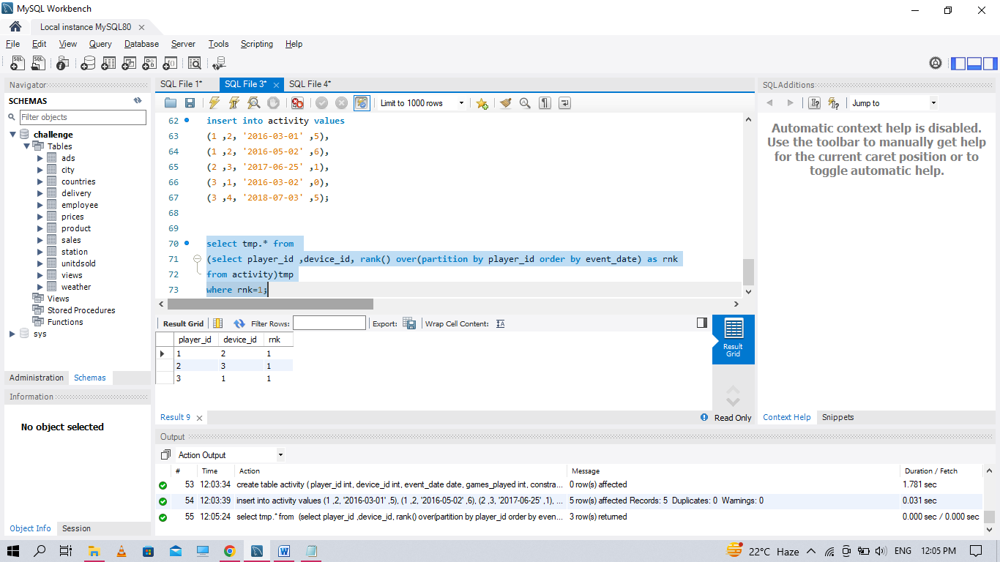 MySQL Workbench
Local instance MySQL80
File Edit View Query Database Server Tools Scripting Help
Navigator
SCHEMAS
Filter objects
challenge
Tables
ads
city
countries
delivery
employee
prices
product
sales
station
unitdsold
views
weather
Views
Stored Procedures
Functions
sys
Administration Schemas
Information
No object selected
Object Info Session
SQL File 1* SQL File 3* SQL File 4*
Limit to 1000 rows
62 insert into activity values
63 (1 ,2, '2016-03-01' ,5),
64 (1 ,2, '2016-05-02' ,6),
65 (2 ,3, '2017-06-25' ,1),
66 (3 ,1, '2016-03-02' ,0),
67 (3 ,4, '2018-07-03' ,5);
68
69
70 select tmp.* from
71 (select player_id ,device_id, rank() over(partition by player_id order by event_date) as rnk
72 from activity)tmp
73 where rnk=1;
Result Grid Filter Rows: Export: Wrap Cell Content:
player_id device_id rnk
1 2 1
2 3 1
3 1 1
Result Grid
Result 9
Read Only
SQLAdditions
Jump to
Automatic context help is disabled.
Use the toolbar to manually get help
for the current caret position or to
toggle automatic help.
Context Help Snippets
Output
Action Output
# Time Action Message Duration / Fetch
53 12:03:34 create table activity ( player_id int, device_id int, event_date date, games_played int, constra... 0 row(s) affected 1.781 sec
54 12:03:39 insert into activity values (1 ,2, '2016-03-01' ,5), (1 ,2, '2016-05-02' ,6), (2 ,3, '2017-06-25' ,1), ... 5 row(s) affected Records: 5 Duplicates: 0 Warnings: 0 0.031 sec
55 12:05:24 select tmp.* from (select player_id ,device_id, rank() over(partition by player_id order by even... 3 row(s) returned 0.000 sec / 0.000 sec
22°C Haze ENG 12:05 PM